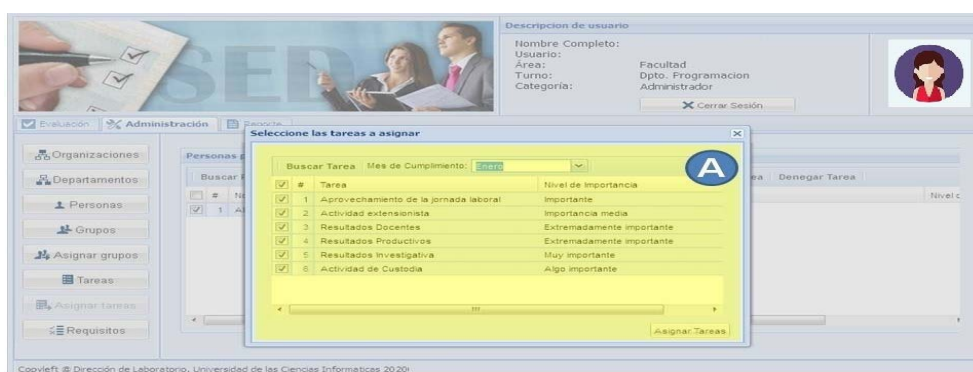 SED
Descripcion de usuario
Nombre Completo:
Usuario:
Área: Facultad
Turno: Dpto. Programacion
Categoría: Administrador
Cerrar Sesión
Evaluación Administración Reporte
Seleccione las tareas a asignar
Organizaciones
Departamentos
Personas
Grupos
Asignar grupos
Tareas
Asignar tareas
Requisitos
Personas
Buscar
#
1
Denegar Tarea
Nivel
Buscar Tarea Mes de Cumplimiento: Enero
A
# Tarea Nivel de Importancia
1 Aprovechamiento de la jornada laboral Importante
2 Actividad extensionista Importancia media
3 Resultados Docentes Extremadamente importante
4 Resultados Productivos Extremadamente importante
5 Resultados Investigativa Muy importante
6 Actividad de Custodia Algo importante
Asignar Tareas
Copyleft @ Dirección de Laboratorio, Universidad de las Ciencias Informaticas